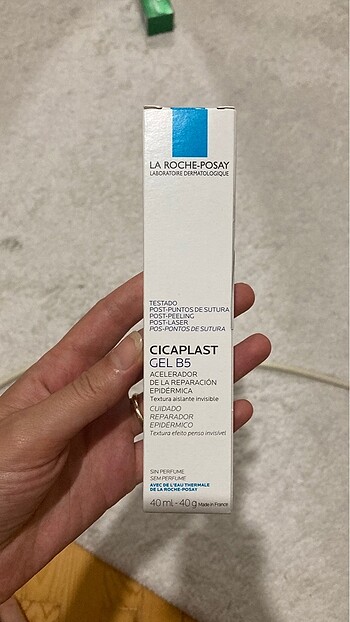 LA ROCHE-POSAY
LABORATOIRE DERMATOLOGIQUE
TESTADO
POST-PUNTOS DE SUTURA
POST-PEELING
POST-LASER
PÓS-PONTOS DE SUTURA
CICAPLAST
GEL B5
ACELERADOR
DE LA REPARACIÓN
EPIDÉRMICA
Textura aislante invisible
CUIDADO
REPARADOR
EPIDÉRMICO
Textura efeito penso invisível
SIN PERFUME
SEM PERFUME
AVEC DE L'EAU THERMALE
DE LA ROCHE-POSAY
40 ml - 40 g Made in France